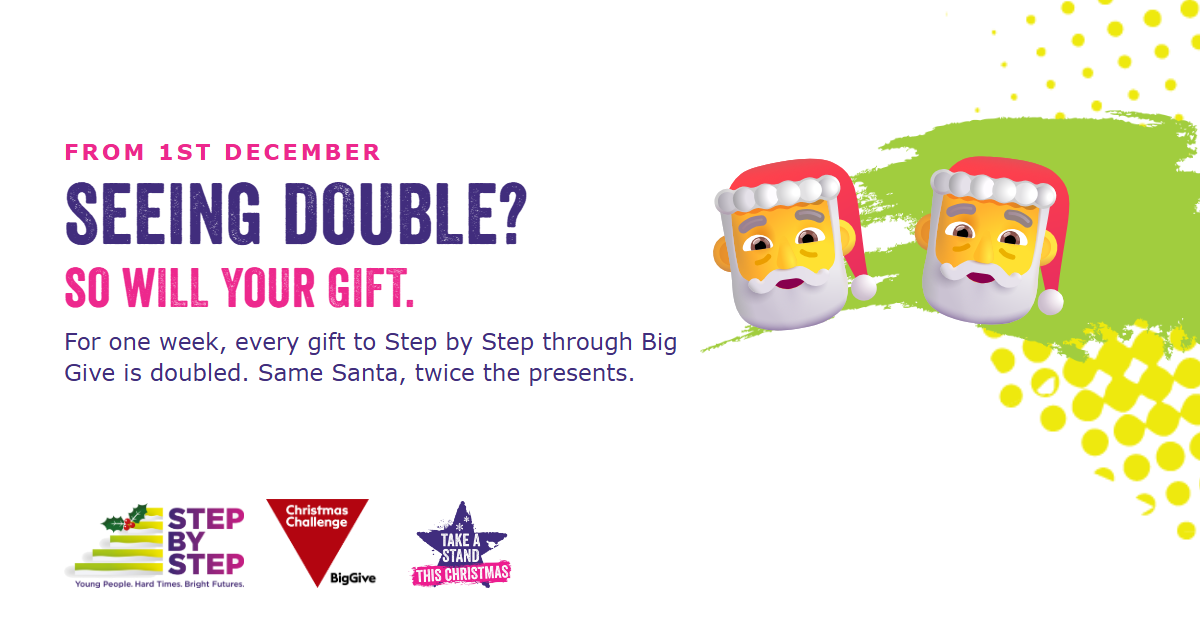 FROM 1ST DECEMBER
SEEING DOUBLE?
SO WILL YOUR GIFT.
For one week, every gift to Step by Step through Big
Give is doubled. Same Santa, twice the presents.
STEP
BY
STEP
Young People. Hard Times. Bright Futures.
Christmas
Challenge
BigGive
TAKE A
STAND
THIS CHRISTMAS